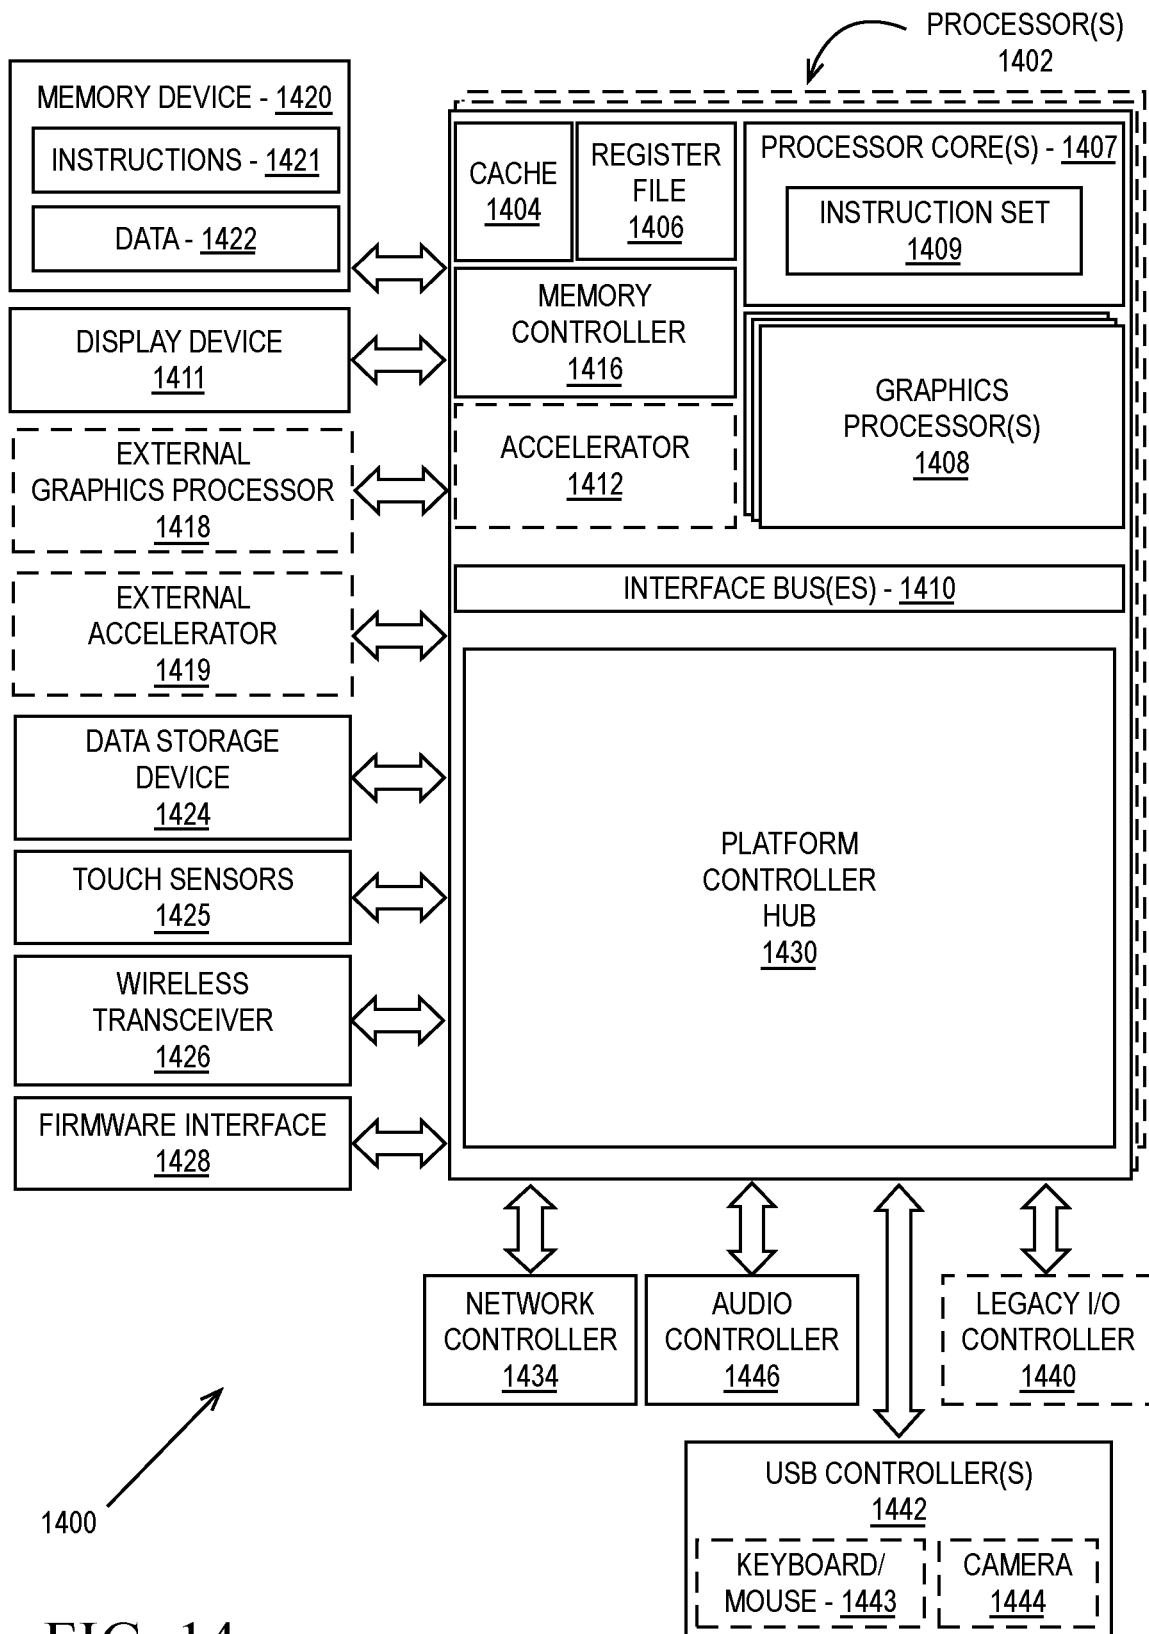 PROCESSOR(S)
1402
MEMORY DEVICE - 1420
INSTRUCTIONS - 1421
DATA - 1422
CACHE
1404
REGISTER
FILE
1406
PROCESSOR CORE(S) - 1407
INSTRUCTION SET
1409
MEMORY
CONTROLLER
1416
DISPLAY DEVICE
1411
GRAPHICS
PROCESSOR(S)
1408
EXTERNAL
GRAPHICS PROCESSOR
1418
ACCELERATOR
1412
EXTERNAL
ACCELERATOR
1419
INTERFACE BUS(ES) - 1410
DATA STORAGE
DEVICE
1424
TOUCH SENSORS
1425
PLATFORM
CONTROLLER
HUB
1430
WIRELESS
TRANSCEIVER
1426
FIRMWARE INTERFACE
1428
NETWORK
CONTROLLER
1434
AUDIO
CONTROLLER
1446
LEGACY I/O
CONTROLLER
1440
1400
USB CONTROLLER(S)
1442
KEYBOARD/
MOUSE - 1443
CAMERA
1444
FIG. 14